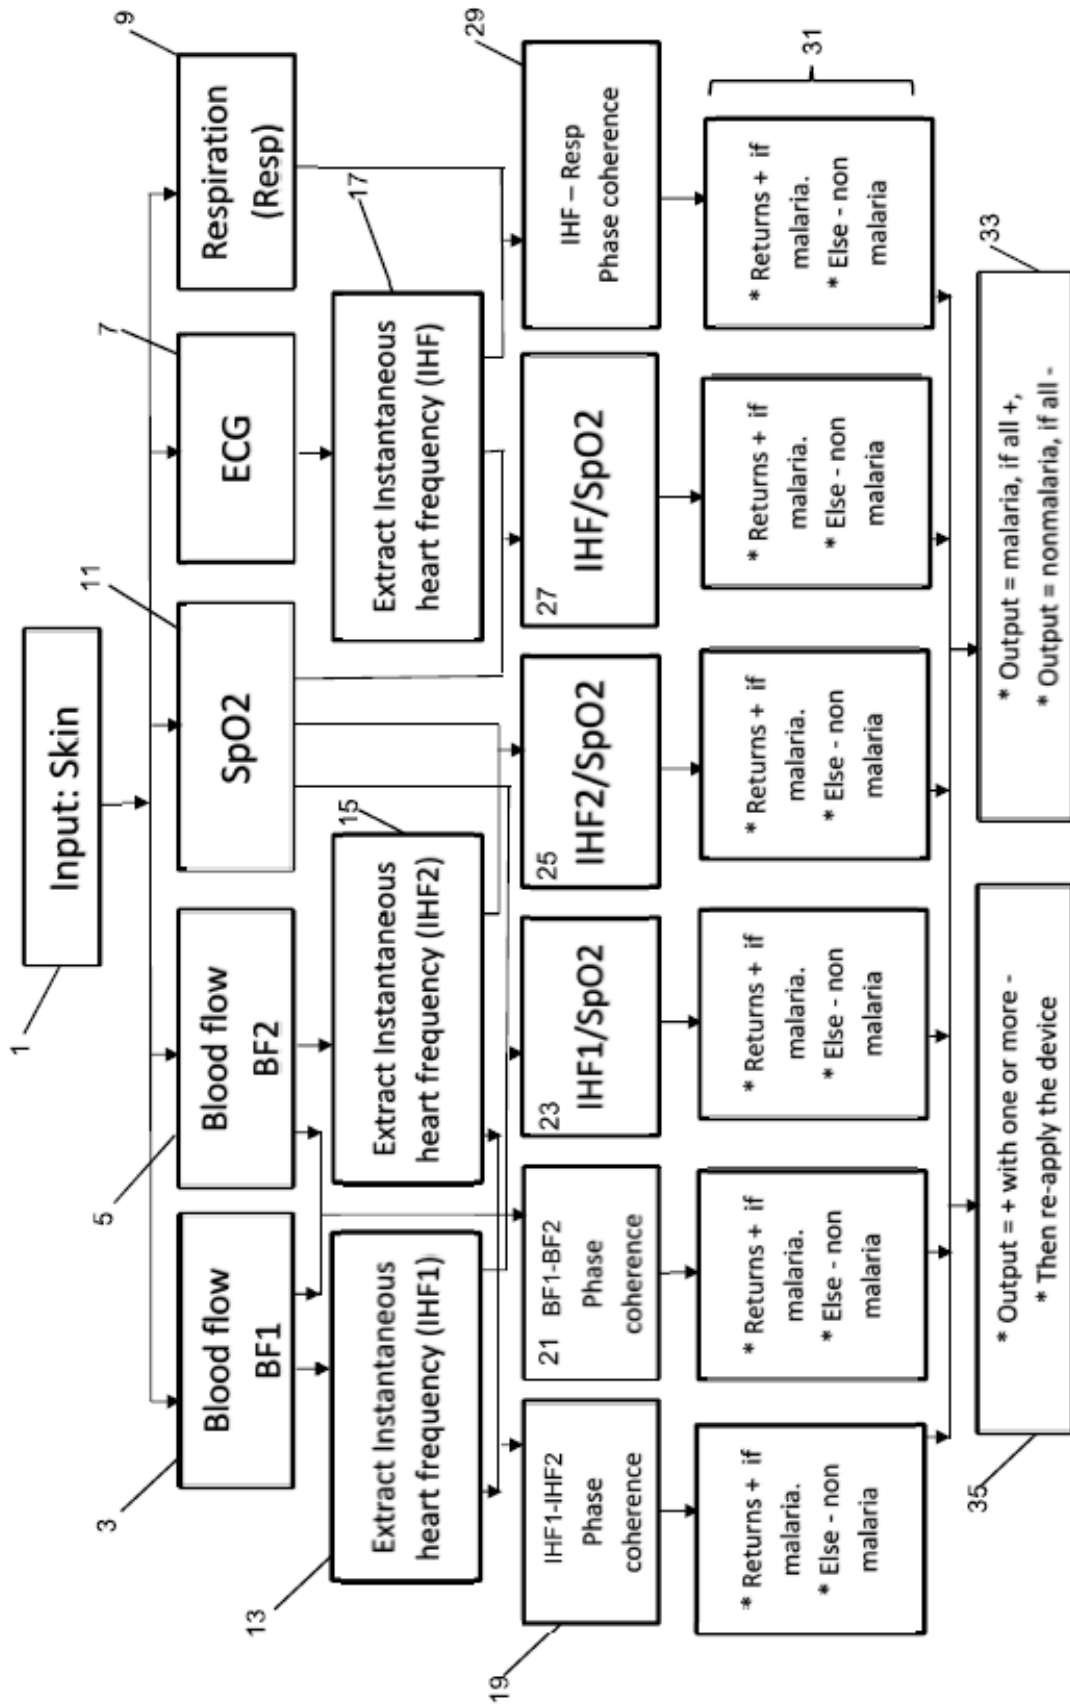 1
Input: Skin
3
Blood flow
BF1
5
Blood flow
BF2
11
SpO2
7
ECG
9
Respiration
(Resp)
13
Extract Instantaneous
heart frequency (IHF1)
15
Extract Instantaneous
heart frequency (IHF2)
17
Extract Instantaneous
heart frequency (IHF)
19
IHF1-IHF2
Phase
coherence
21 BF1-BF2
Phase
coherence
23
IHF1/SpO2
25
IHF2/SpO2
27
IHF/SpO2
29
IHF – Resp
Phase coherence
* Returns + if
malaria.
* Else - non
malaria
* Returns + if
malaria.
* Else - non
malaria
* Returns + if
malaria.
* Else - non
malaria
* Returns + if
malaria.
* Else - non
malaria
* Returns + if
malaria.
* Else - non
malaria
* Returns + if
malaria.
* Else - non
malaria
31
35
* Output = + with one or more -
* Then re-apply the device
33
* Output = malaria, if all +,
* Output = nonmalaria, if all -